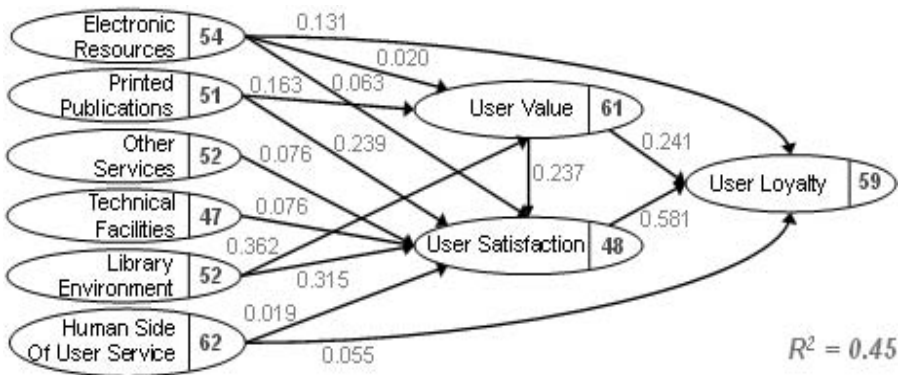 Electronic
Resources
54
0.131
0.020
Printed
Publications
51
0.163
0.063
User Value
61
Other
Services
52
0.076
0.239
0.237
0.241
User Loyalty
59
Technical
Facilities
47
0.076
User Satisfaction
48
0.581
Library
Environment
52
0.362
0.315
Human Side
Of User Service
62
0.019
0.055
R² = 0.45